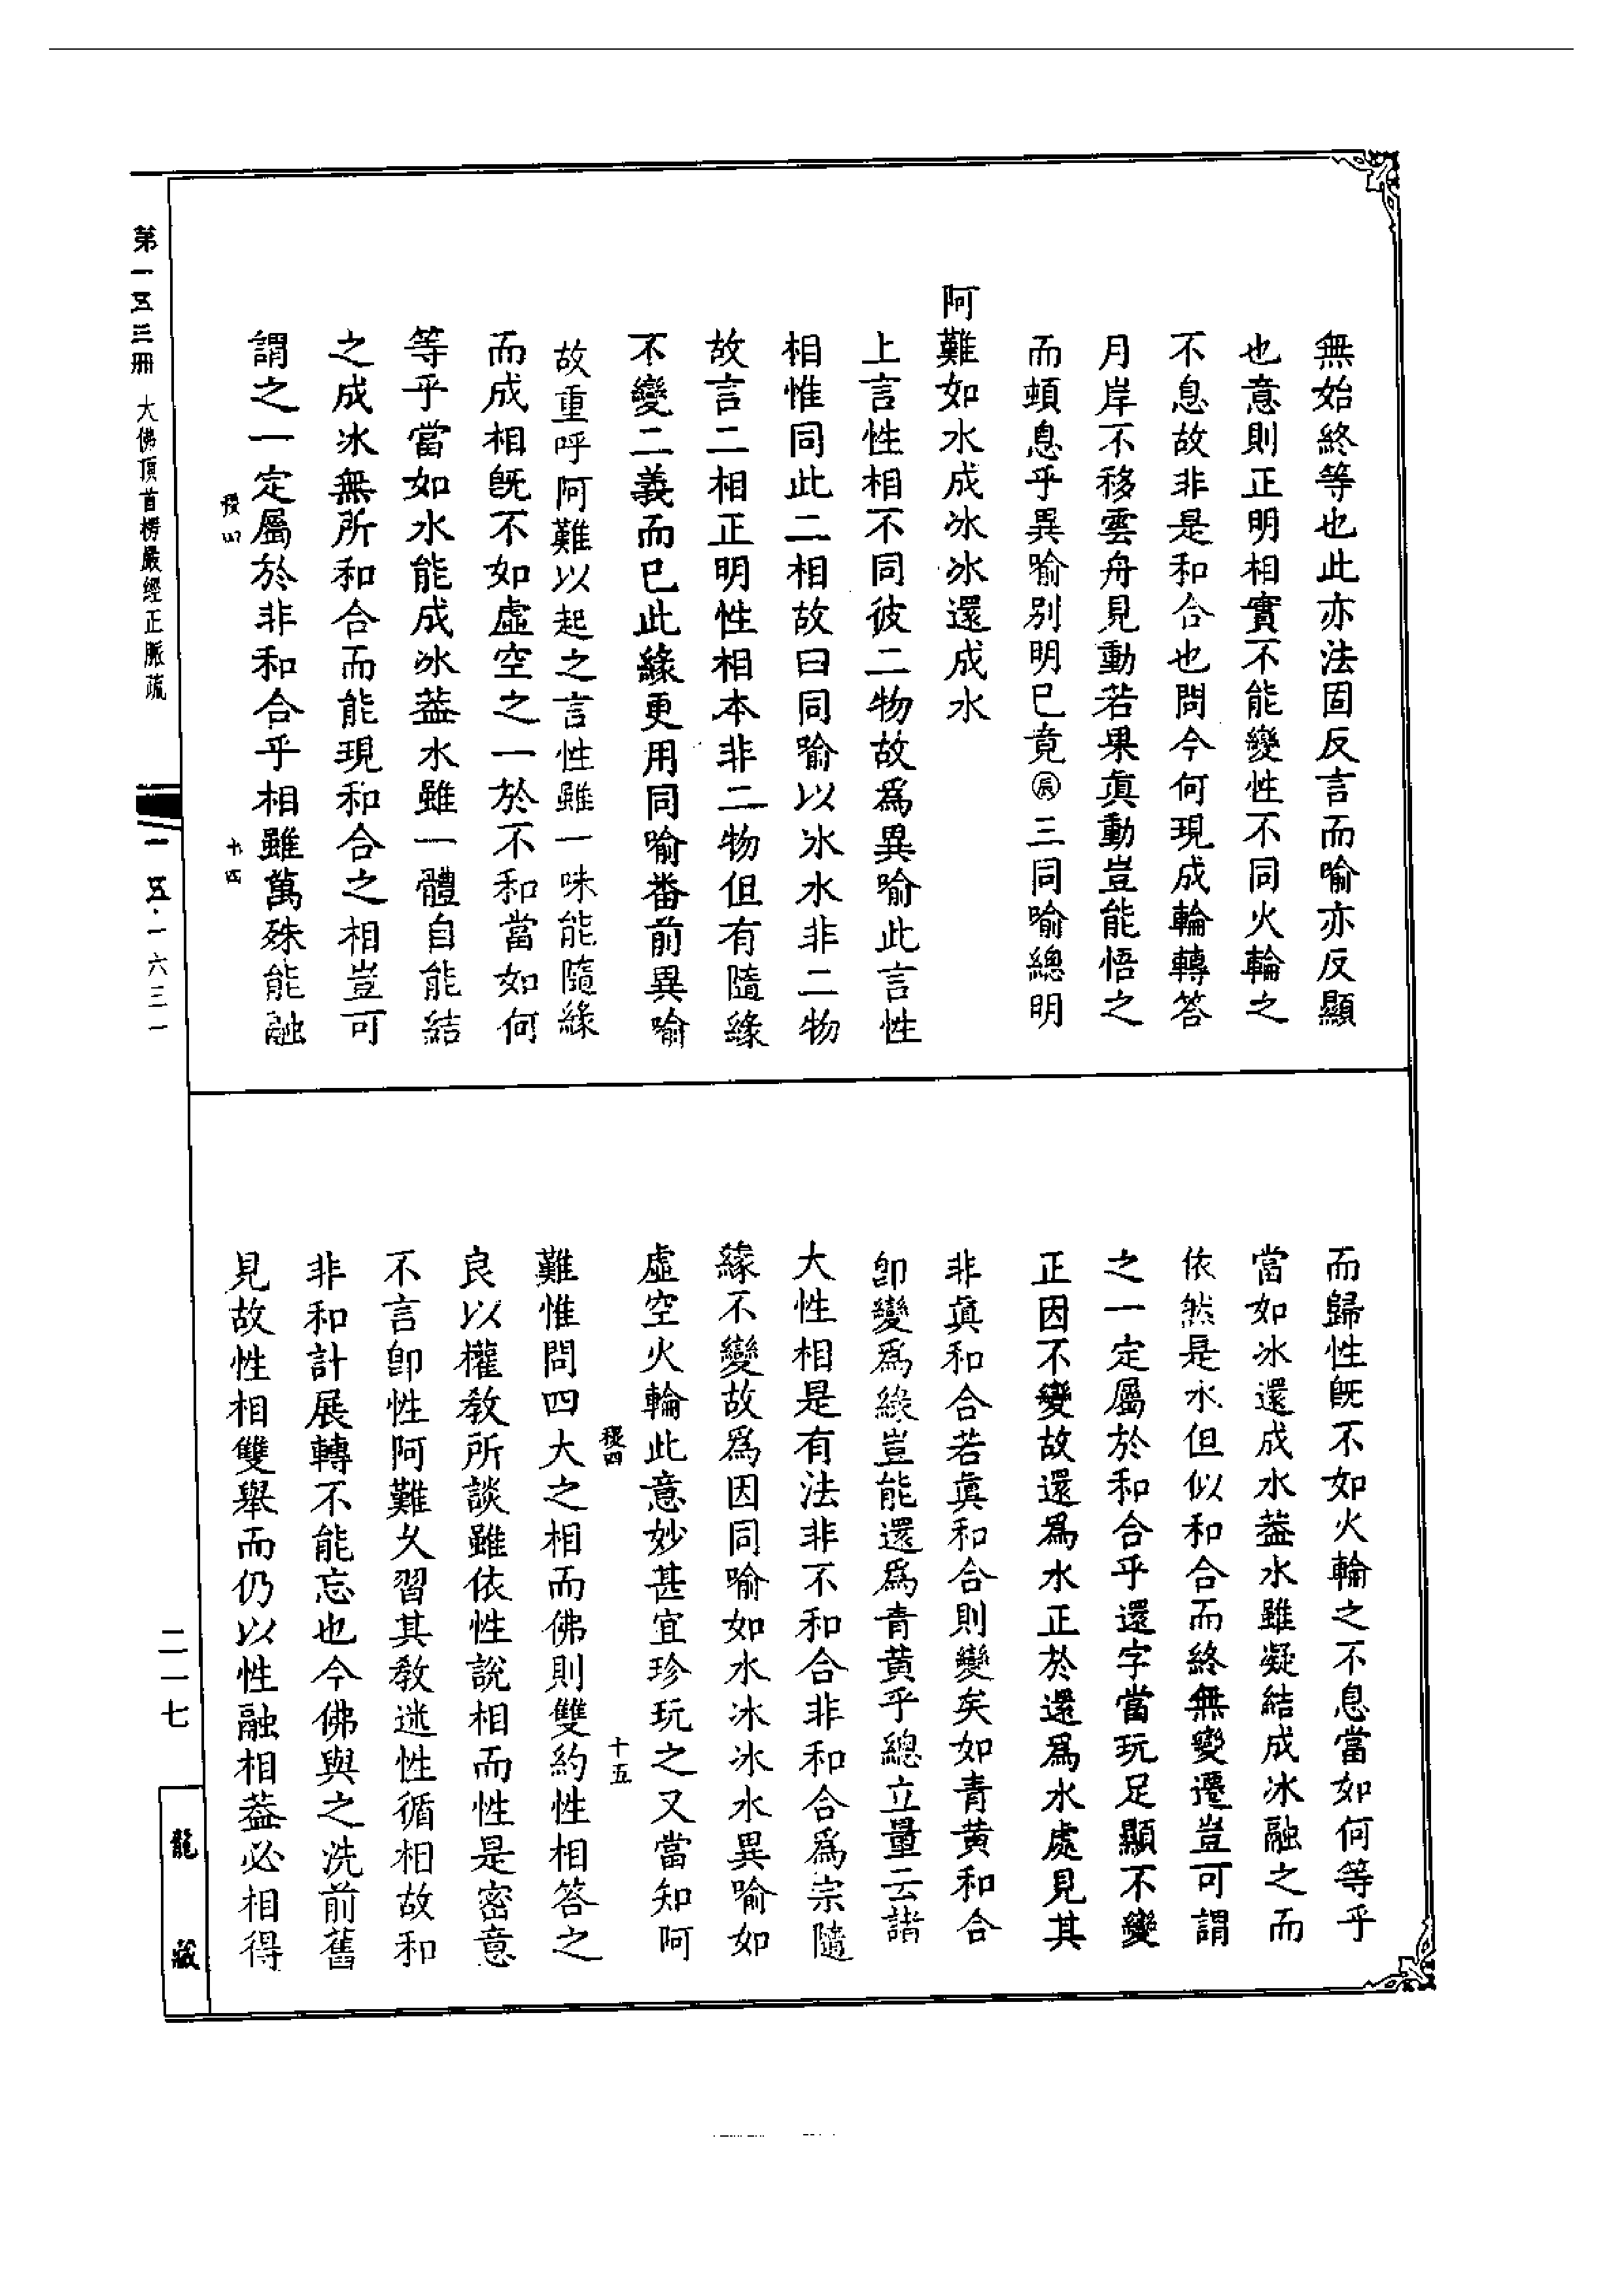 無始終等也此亦法固反言而喻亦反顯
也意則正明相實不能變性不同火輪之
不息故非是和合也問今何現成輪轉答
月岸不移雲舟見動若果眞動豈能悟之
而頓息乎異喻別明已竟㊁三同喻總明
阿難如水成冰冰還成水
上言性相不同彼二物故爲異喻此言性
相惟同此二相故曰同喻以冰水非二物
故言二相正明性相本非二物但有隨緣
不變二義而已此緣更用同喻番前異喻
故重呼阿難以起之言性雖一味能隨緣
而成相旣不如虛空之一於不和當如何
等乎當如水能成冰葢水雖一體自能結
之成冰無所和合而能現和合之相豈可
謂之一定屬於非和合乎相雖萬殊能融
而歸性旣不如火輪之不息當如何等乎
當如冰還成水葢水雖凝結成冰融之而
依然是水但似和合而終無變遷豈可謂
之一定屬於和合乎還字當玩足顯不變
正因不變故還爲水正於還爲水處見其
非眞和合若眞和合則變矣如青黃和合
卽變爲綠豈能還爲青黃乎總立量云諸
大性相是有法非不和合非和合爲宗隨
緣不變故爲因同喻如水冰冰水異喻如
虛空火輪此意妙甚宜珍玩之又當知阿
難惟問四大之相而佛則雙約性相答之
良以權教所談雖依性說相而性是密意
不言卽性阿難久習其教迷性循相故和
非和計展轉不能忘也今佛與之洗前舊
見故性相雙舉而仍以性融相葢必相得
第一五三冊 大佛頂首楞嚴經正脈疏
一五·一六三一
二一七
龍藏
稷四
十四
稷四
十五